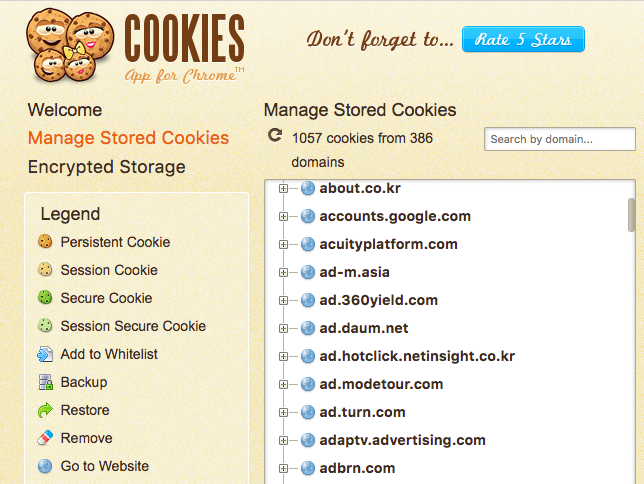 COOKIES
App for Chrome™
Don't forget to... Rate 5 Stars
Welcome
Manage Stored Cookies
Encrypted Storage
Legend
Persistent Cookie
Session Cookie
Secure Cookie
Session Secure Cookie
Add to Whitelist
Backup
Restore
Remove
Go to Website
Manage Stored Cookies
1057 cookies from 386
domains
Search by domain...
about.co.kr
accounts.google.com
acuityplatform.com
ad-m.asia
ad.360yield.com
ad.daum.net
ad.hotclick.netinsight.co.kr
ad.modetour.com
ad.turn.com
adaptv.advertising.com
adbrn.com